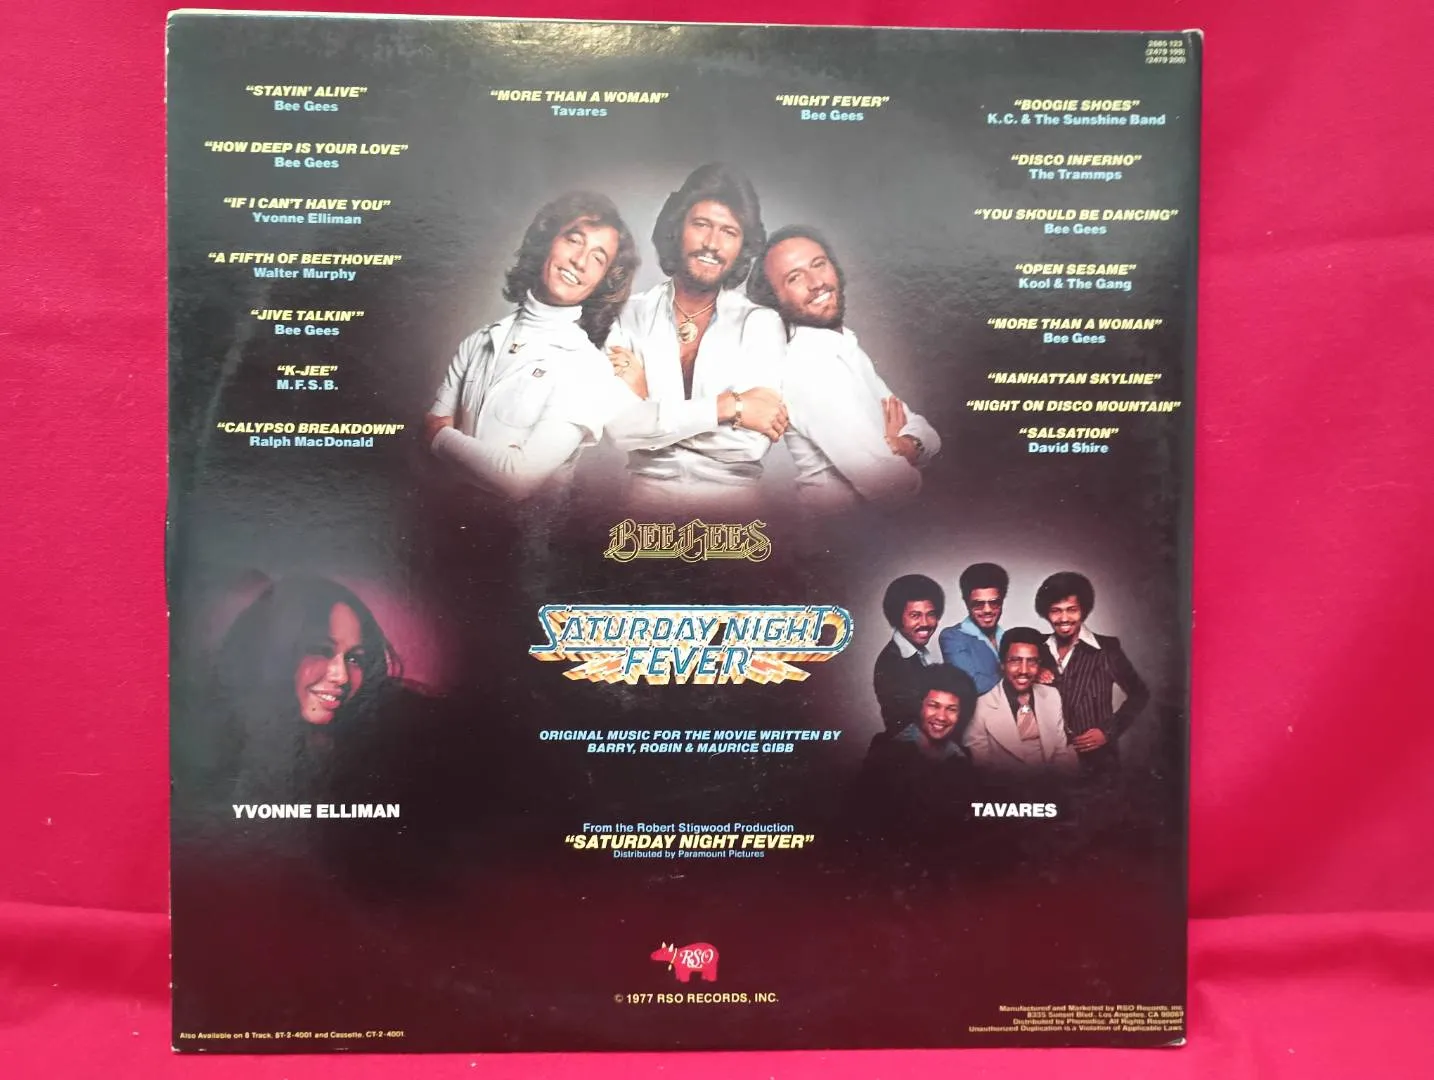 2685 123
(2479 199)
(2479 200)
“STAYIN’ ALIVE”
Bee Gees
“HOW DEEP IS YOUR LOVE”
Bee Gees
“IF I CAN’T HAVE YOU”
Yvonne Elliman
“A FIFTH OF BEETHOVEN”
Walter Murphy
“JIVE TALKIN’”
Bee Gees
“K-JEE”
M.F.S.B.
“CALYPSO BREAKDOWN”
Ralph MacDonald
“MORE THAN A WOMAN”
Tavares
“NIGHT FEVER”
Bee Gees
“BOOGIE SHOES”
K.C. & The Sunshine Band
“DISCO INFERNO”
The Trammps
“YOU SHOULD BE DANCING”
Bee Gees
“OPEN SESAME”
Kool & The Gang
“MORE THAN A WOMAN”
Bee Gees
“MANHATTAN SKYLINE”
“NIGHT ON DISCO MOUNTAIN”
“SALSATION”
David Shire
BEE GEES
SATURDAY NIGHT
FEVER
ORIGINAL MUSIC FOR THE MOVIE WRITTEN BY
BARRY, ROBIN & MAURICE GIBB
YVONNE ELLIMAN
TAVARES
From the Robert Stigwood Production
“SATURDAY NIGHT FEVER”
Distributed by Paramount Pictures
RSO
© 1977 RSO RECORDS, INC.
Also Available on 8 Track, 8T-2-4001 and Cassette, CT-2-4001.
Manufactured and Marketed by RSO Records, Inc.
8335 Sunset Blvd., Los Angeles, CA 90069
Distributed by Phonodisc. All Rights Reserved.
Unauthorized Duplication is a Violation of Applicable Laws.